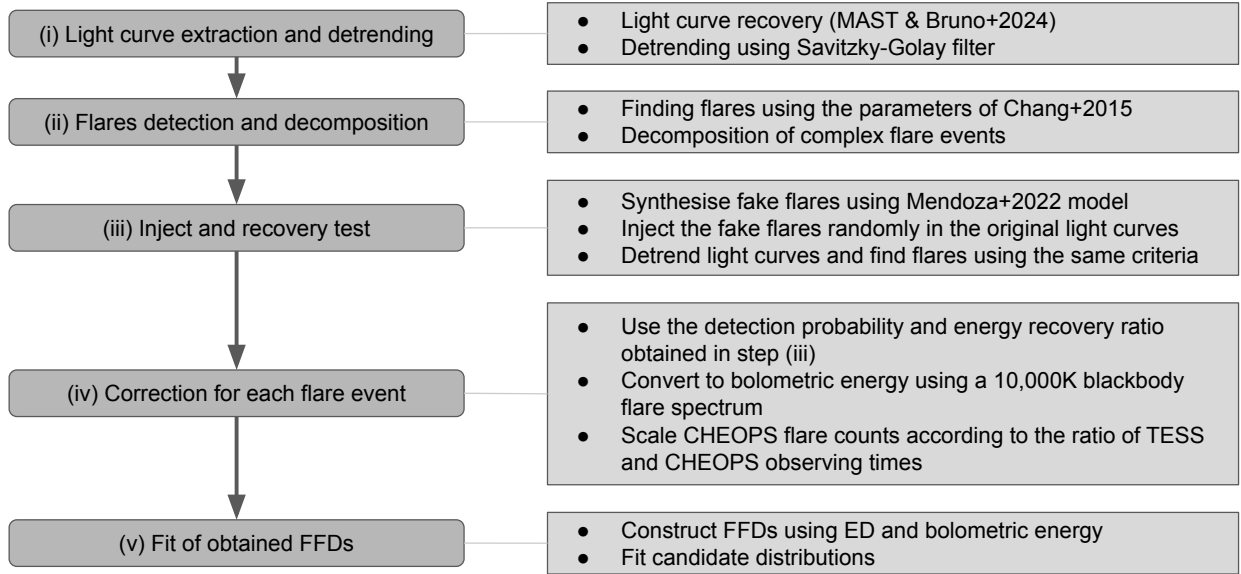 (i) Light curve extraction and detrending
● Light curve recovery (MAST & Bruno+2024)
● Detrending using Savitzky-Golay filter
(ii) Flares detection and decomposition
● Finding flares using the parameters of Chang+2015
● Decomposition of complex flare events
(iii) Inject and recovery test
● Synthesise fake flares using Mendoza+2022 model
● Inject the fake flares randomly in the original light curves
● Detrend light curves and find flares using the same criteria
(iv) Correction for each flare event
● Use the detection probability and energy recovery ratio
obtained in step (iii)
● Convert to bolometric energy using a 10,000K blackbody
flare spectrum
● Scale CHEOPS flare counts according to the ratio of TESS
and CHEOPS observing times
(v) Fit of obtained FFDs
● Construct FFDs using ED and bolometric energy
● Fit candidate distributions